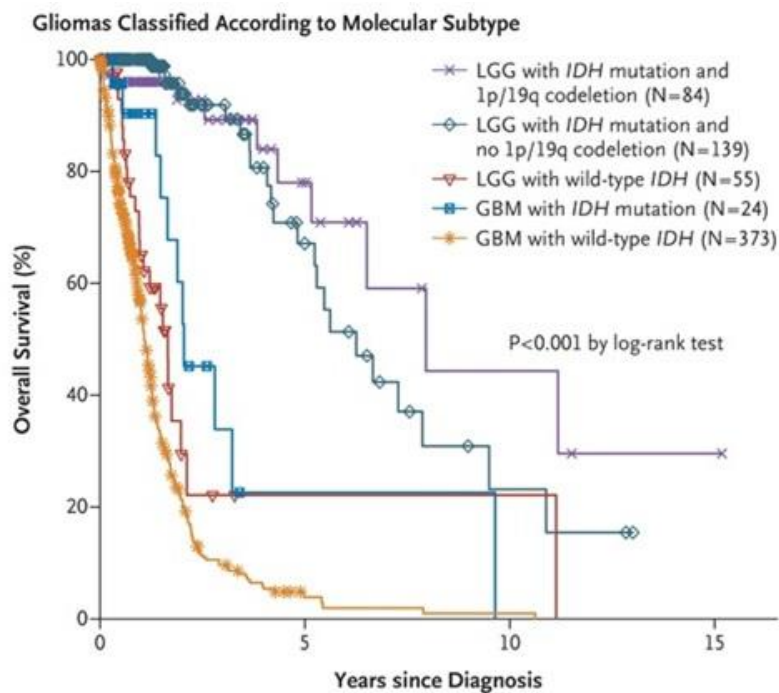 Gliomas Classified According to Molecular Subtype
100
80
60
40
20
0
Overall Survival (%)
LGG with IDH mutation and
1p/19q codeletion (N=84)
LGG with IDH mutation and
no 1p/19q codeletion (N=139)
LGG with wild-type IDH (N=55)
GBM with IDH mutation (N=24)
GBM with wild-type IDH (N=373)
P<0.001 by log-rank test
0
5
10
15
Years since Diagnosis